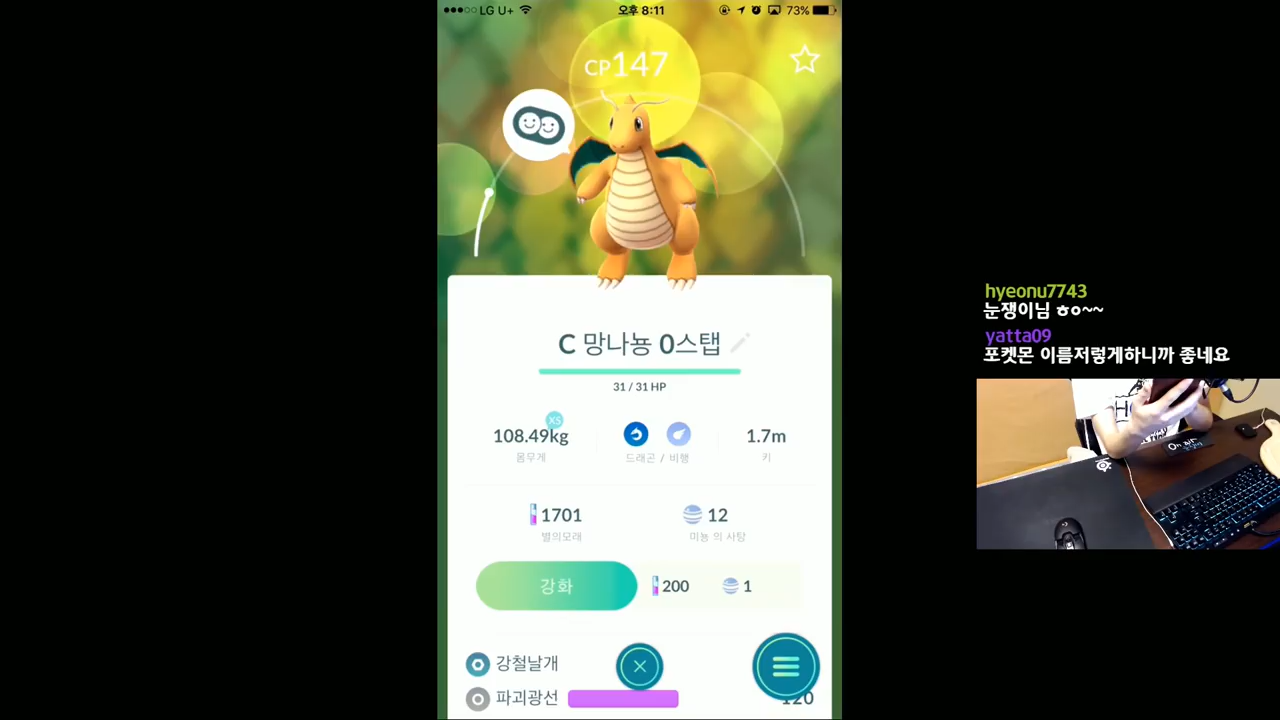 LG U+
오후 8:11
73%
CP147
C 망나뇽 0스탭
31 / 31 HP
XS
108.49kg
몸무게
드래곤 / 비행
1.7m
키
1701
별의모래
12
미뇽 의 사탕
강화
200
1
강철날개
파괴광선
120
hyeonu7743
눈쟁이님 ㅎㅇ~~
yatta09
포켓몬 이름저렇게하니까 좋네요
On air